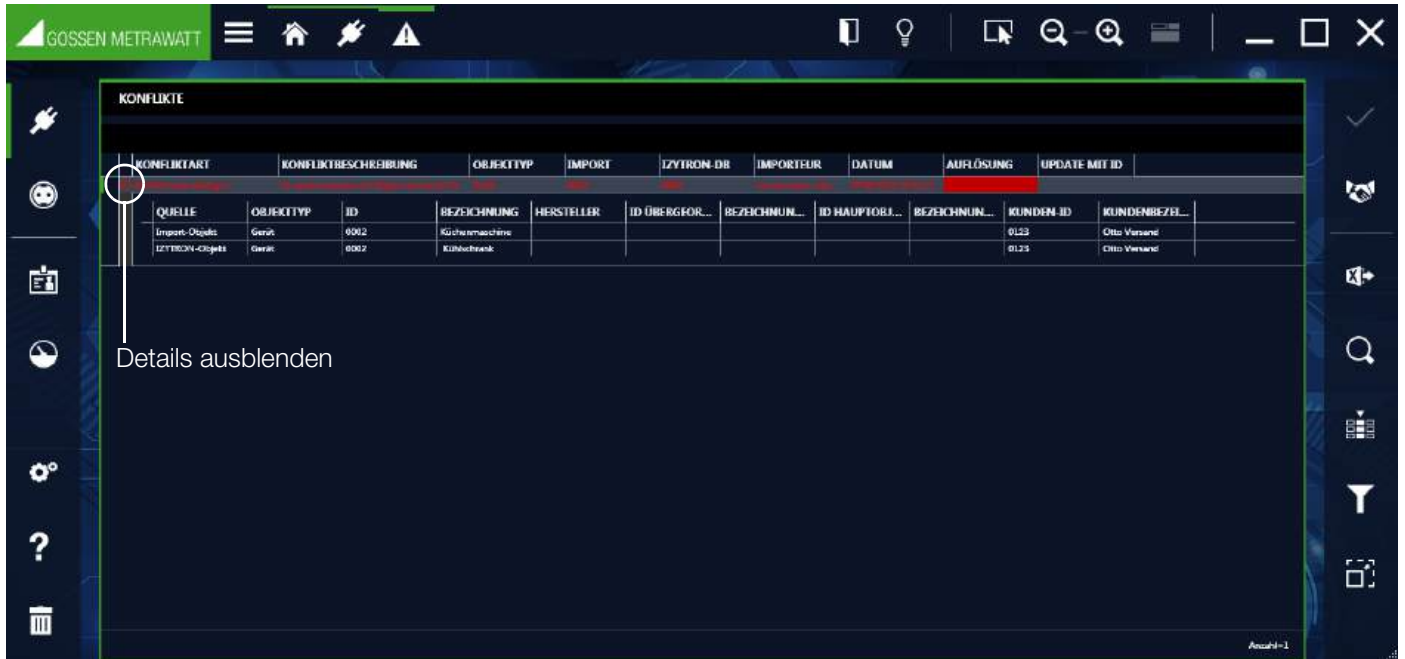 GOSSEN METRAWATT
KONFLIKTE
KONFLIKTART KONFLIKTBESCHREIBUNG OBJEKTTYP IMPORT IZYTRON-DB IMPORTEUR DATUM AUFLÖSUNG UPDATE MIT ID
QUELLE OBJEKTTYP ID BEZEICHNUNG HERSTELLER ID ÜBERGEOR... BEZEICHNUN... ID HAUPTOBJ... BEZEICHNUN... KUNDEN-ID KUNDENBEZEI...
Import-Objekt Gerät 0002 Küchenmaschine 0123 Otto Versand
IZYTRON-Objekt Gerät 0002 Kühlschrank 0123 Otto Versand
Details ausblenden
?
Anzahl=1